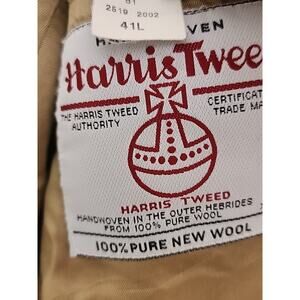 2519 2002
41L
Harris Twee
THE HARRIS TWEED
AUTHORITY
CERTIFICAT
TRADE MA
HARRIS TWEED
HANDWOVEN IN THE OUTER HEBRIDES
FROM 100% PURE WOOL
100% PURE NEW WOOL